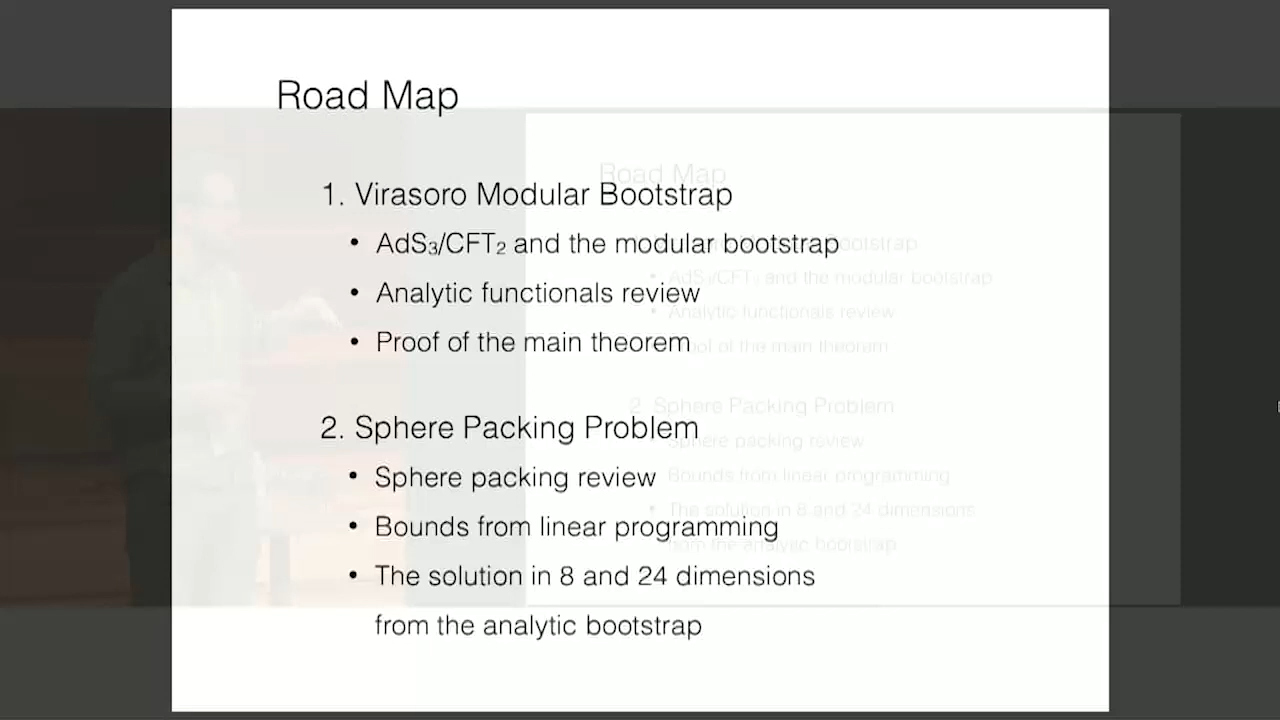 Road Map
1. Virasoro Modular Bootstrap
• AdS₃/CFT₂ and the modular bootstrap
• Analytic functionals review
• Proof of the main theorem
2. Sphere Packing Problem
• Sphere packing review
• Bounds from linear programming
• The solution in 8 and 24 dimensions
from the analytic bootstrap